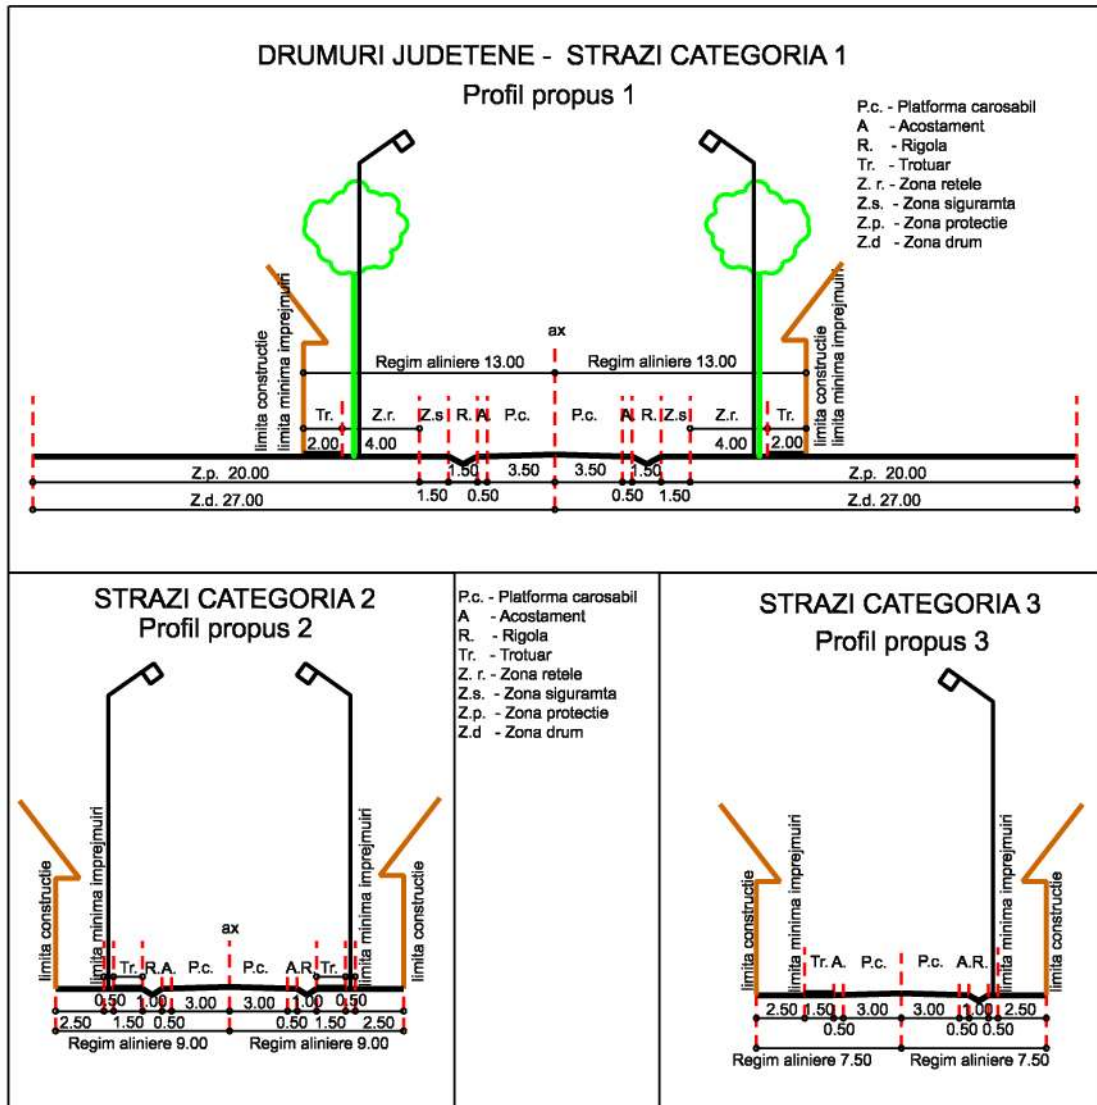 DRUMURI JUDETENE - STRAZI CATEGORIA 1
Profil propus 1
P.c. - Platforma carosabil
A - Acostament
R. - Rigola
Tr. - Trotuar
Z. r. - Zona retele
Z.s. - Zona siguramta
Z.p. - Zona protectie
Z.d - Zona drum
limita constructie
limita minima imprejmuiri
limita constructie
limita minima imprejmuiri
ax
Regim aliniere 13.00 Regim aliniere 13.00
Tr. Z.r. Z.s R. A. P.c. P.c. A R. Z.s Z.r. Tr.
2.00 4.00 4.00 2.00
Z.p. 20.00 1.50 3.50 3.50 1.50 Z.p. 20.00
1.50 0.50 0.50 1.50
Z.d. 27.00 Z.d. 27.00
STRAZI CATEGORIA 2
Profil propus 2
limita constructie
limita minima imprejmuiri
limita minima imprejmuiri
limita constructie
ax
Tr. R. A. P.c. P.c. A R. Tr.
0.50 1.00 3.00 3.00 1.00 0.50
2.50 1.50 0.50 0.50 1.50 2.50
Regim aliniere 9.00 Regim aliniere 9.00
P.c. - Platforma carosabil
A - Acostament
R. - Rigola
Tr. - Trotuar
Z. r. - Zona retele
Z.s. - Zona siguramta
Z.p. - Zona protectie
Z.d - Zona drum
STRAZI CATEGORIA 3
Profil propus 3
limita constructie
limita minima imprejmuiri
limita minima imprejmuiri
limita constructie
Tr. A. P.c. P.c. A R.
2.50 1.50 3.00 3.00 1.00 2.50
0.50 0.50 0.50
Regim aliniere 7.50 Regim aliniere 7.50